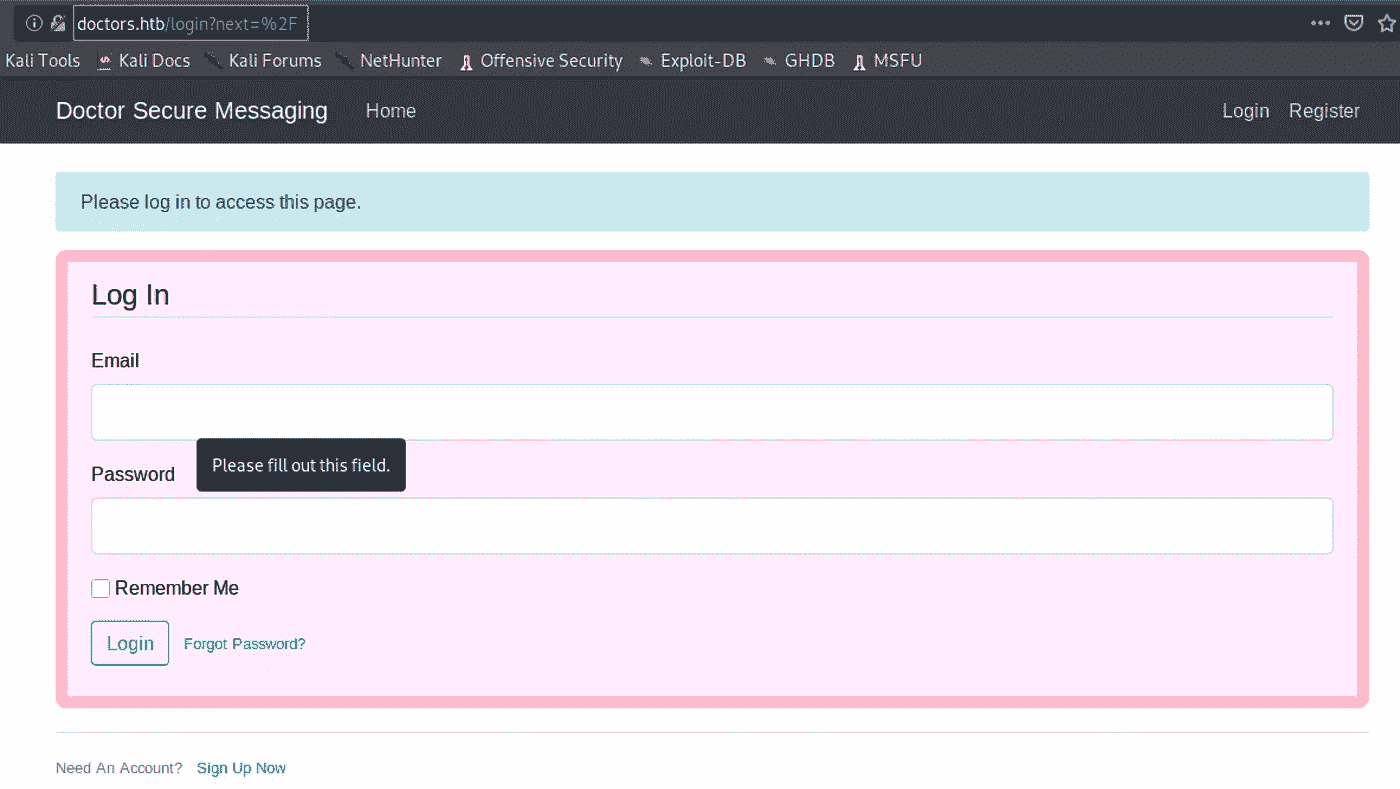 doctors.htb/login?next=%2F
Kali Tools Kali Docs Kali Forums NetHunter Offensive Security Exploit-DB GHDB MSFU
Doctor Secure Messaging Home Login Register
Please log in to access this page.
Log In
Email
Please fill out this field.
Password
Remember Me
Login Forgot Password?
Need An Account? Sign Up Now